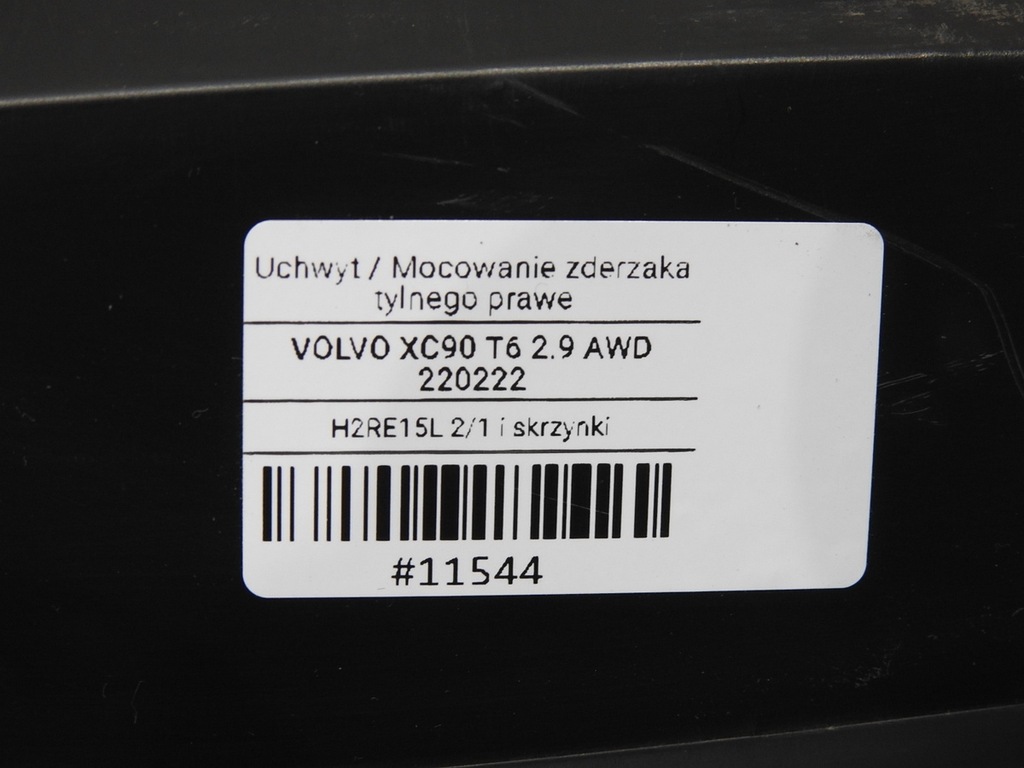 Uchwyt / Mocowanie zderzaka
tylnego prawe
VOLVO XC90 T6 2.9 AWD
220222
H2RE15L 2/1 i skrzynki
#11544